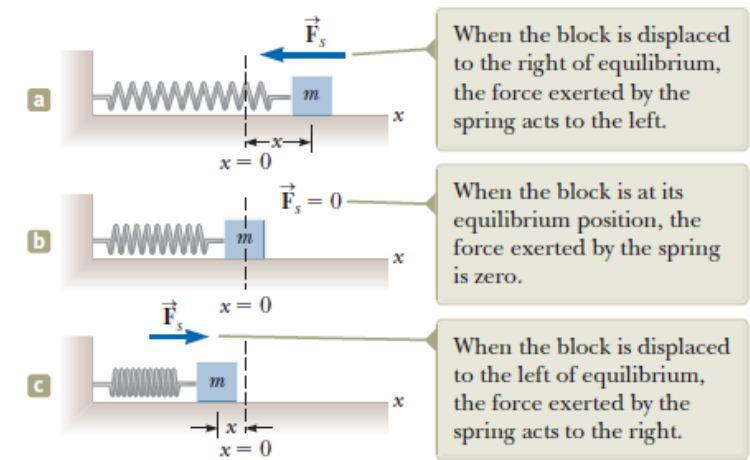 F⃗s
When the block is displaced
to the right of equilibrium,
the force exerted by the
spring acts to the left.
a
m
x
x
x = 0
F⃗s = 0
When the block is at its
equilibrium position, the
force exerted by the spring
is zero.
b
m
x
x = 0
F⃗s
When the block is displaced
to the left of equilibrium,
the force exerted by the
spring acts to the right.
c
m
x
x
x = 0